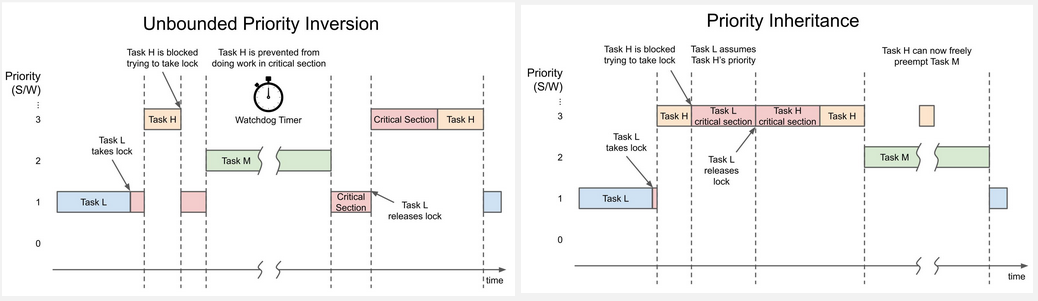 Unbounded Priority Inversion
Task H is blocked
trying to take lock
Task H is prevented from
doing work in critical section
Priority
(S/W)
⋮
3
2
1
0
Task H
Watchdog Timer
Critical Section
Task H
Task L
takes lock
Task M
Task L
Critical
Section
Task L
releases lock
time
Priority Inheritance
Task H is blocked
trying to take lock
Task L assumes
Task H's priority
Task H can now freely
preempt Task M
Priority
(S/W)
⋮
3
2
1
0
Task H
Task L
critical section
Task H
critical section
Task H
Task L
takes lock
Task L
releases
lock
Task M
Task L
time